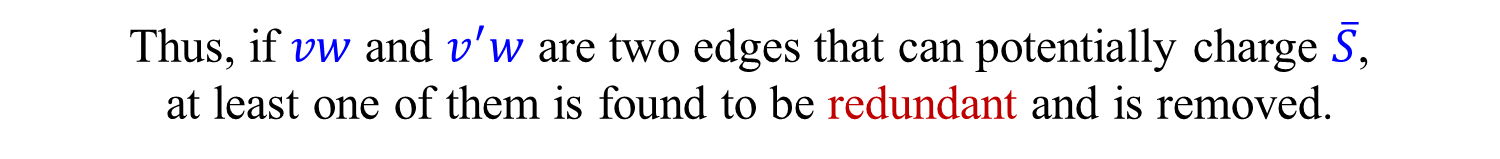 Thus, if 𝑣𝑤 and 𝑣′𝑤 are two edges that can potentially charge 𝑆̄,
at least one of them is found to be redundant and is removed.